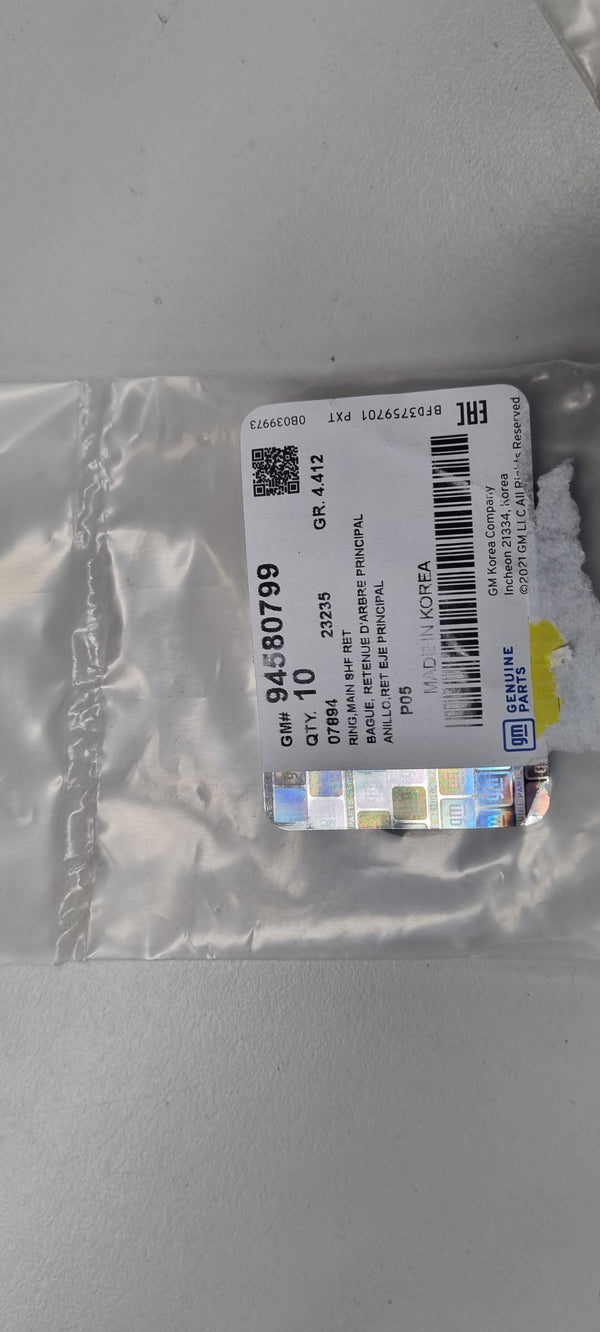 GM# 94580799
QTY. 10
07894 23235 GR. 4.412
RING,MAIN SHF RET
BAGUE, RETENUE D'ARBRE PRINCIPAL
ANILLO,RET EJE PRINCIPAL
P05
MADE IN KOREA
gm GENUINE
PARTS
GM Korea Company
Incheon 21334, Korea
©2021 GM LLC All Rights Reserved
0B039973 PXT BFD3759701
EAC